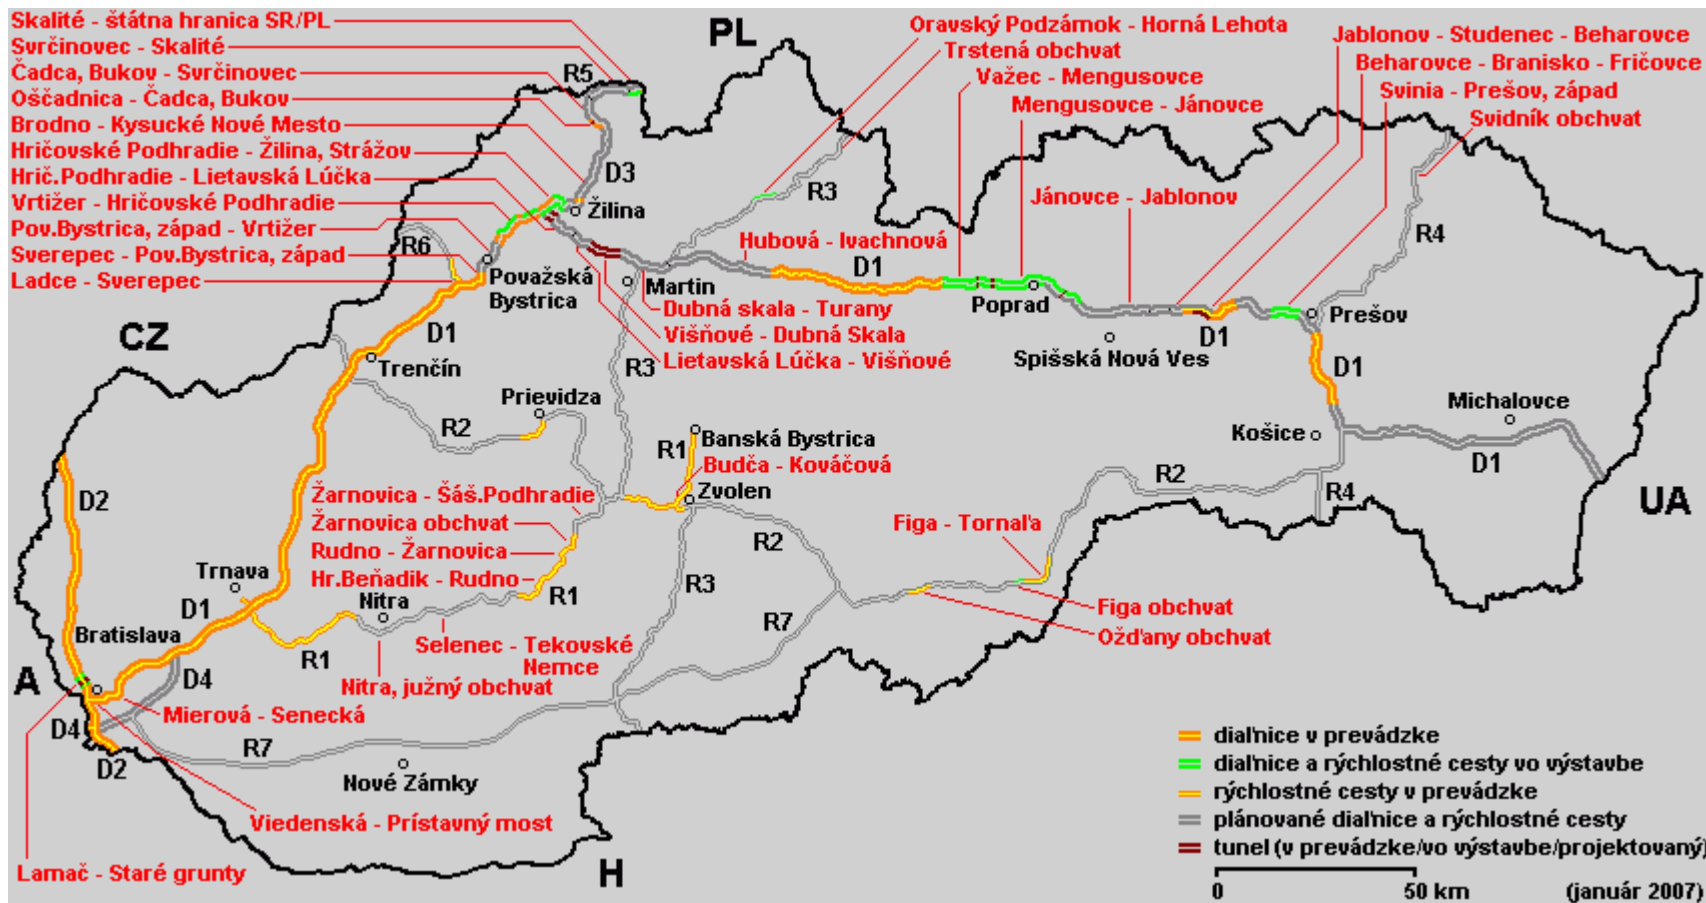 Skalité - štátna hranica SR/PL
Svrčinovec - Skalité
Čadca, Bukov - Svrčinovec
Oščadnica - Čadca, Bukov
Brodno - Kysucké Nové Mesto
Hričovské Podhradie - Žilina, Strážov
Hrič.Podhradie - Lietavská Lúčka
Vrtižer - Hričovské Podhradie
Pov.Bystrica, západ - Vrtižer
Sverepec - Pov.Bystrica, západ
Ladce - Sverepec
PL
Oravský Podzámok - Horná Lehota
Trstená obchvat
Važec - Mengusovce
Mengusovce - Jánovce
Jablonov - Studenec - Beharovce
Beharovce - Branisko - Fričovce
Svinia - Prešov, západ
Svidník obchvat
R5
D3
R3
Žilina
Jánovce - Jablonov
R4
R6
Považská
Bystrica
Martin
Hubová - Ivachnová
D1
Poprad
Prešov
Dubná skala - Turany
Višňové - Dubná Skala
Lietavská Lúčka - Višňové
D1
Spišská Nová Ves
CZ
D1
Trenčín
R3
D1
Prievidza
R2
Michalovce
Banská Bystrica
R1
Košice
Budča - Kováčová
D1
R2
Zvolen
D2
Žarnovica - Šáš.Podhradie
Žarnovica obchvat
Rudno - Žarnovica
Hr.Beňadik - Rudno
R4
UA
Figa - Tornaľa
R2
Trnava
R1
R3
D1
Nitra
Figa obchvat
Ožďany obchvat
R7
Bratislava
R1
Selenec - Tekovské
Nemce
A
D4
Nitra, južný obchvat
Mierová - Senecká
D4
R7
H
D2
Nové Zámky
Viedenská - Prístavný most
Lamač - Staré grunty
diaľnice v prevádzke
diaľnice a rýchlostné cesty vo výstavbe
rýchlostné cesty v prevádzke
plánované diaľnice a rýchlostné cesty
tunel (v prevádzke/vo výstavbe/projektovaný)
0 50 km (január 2007)